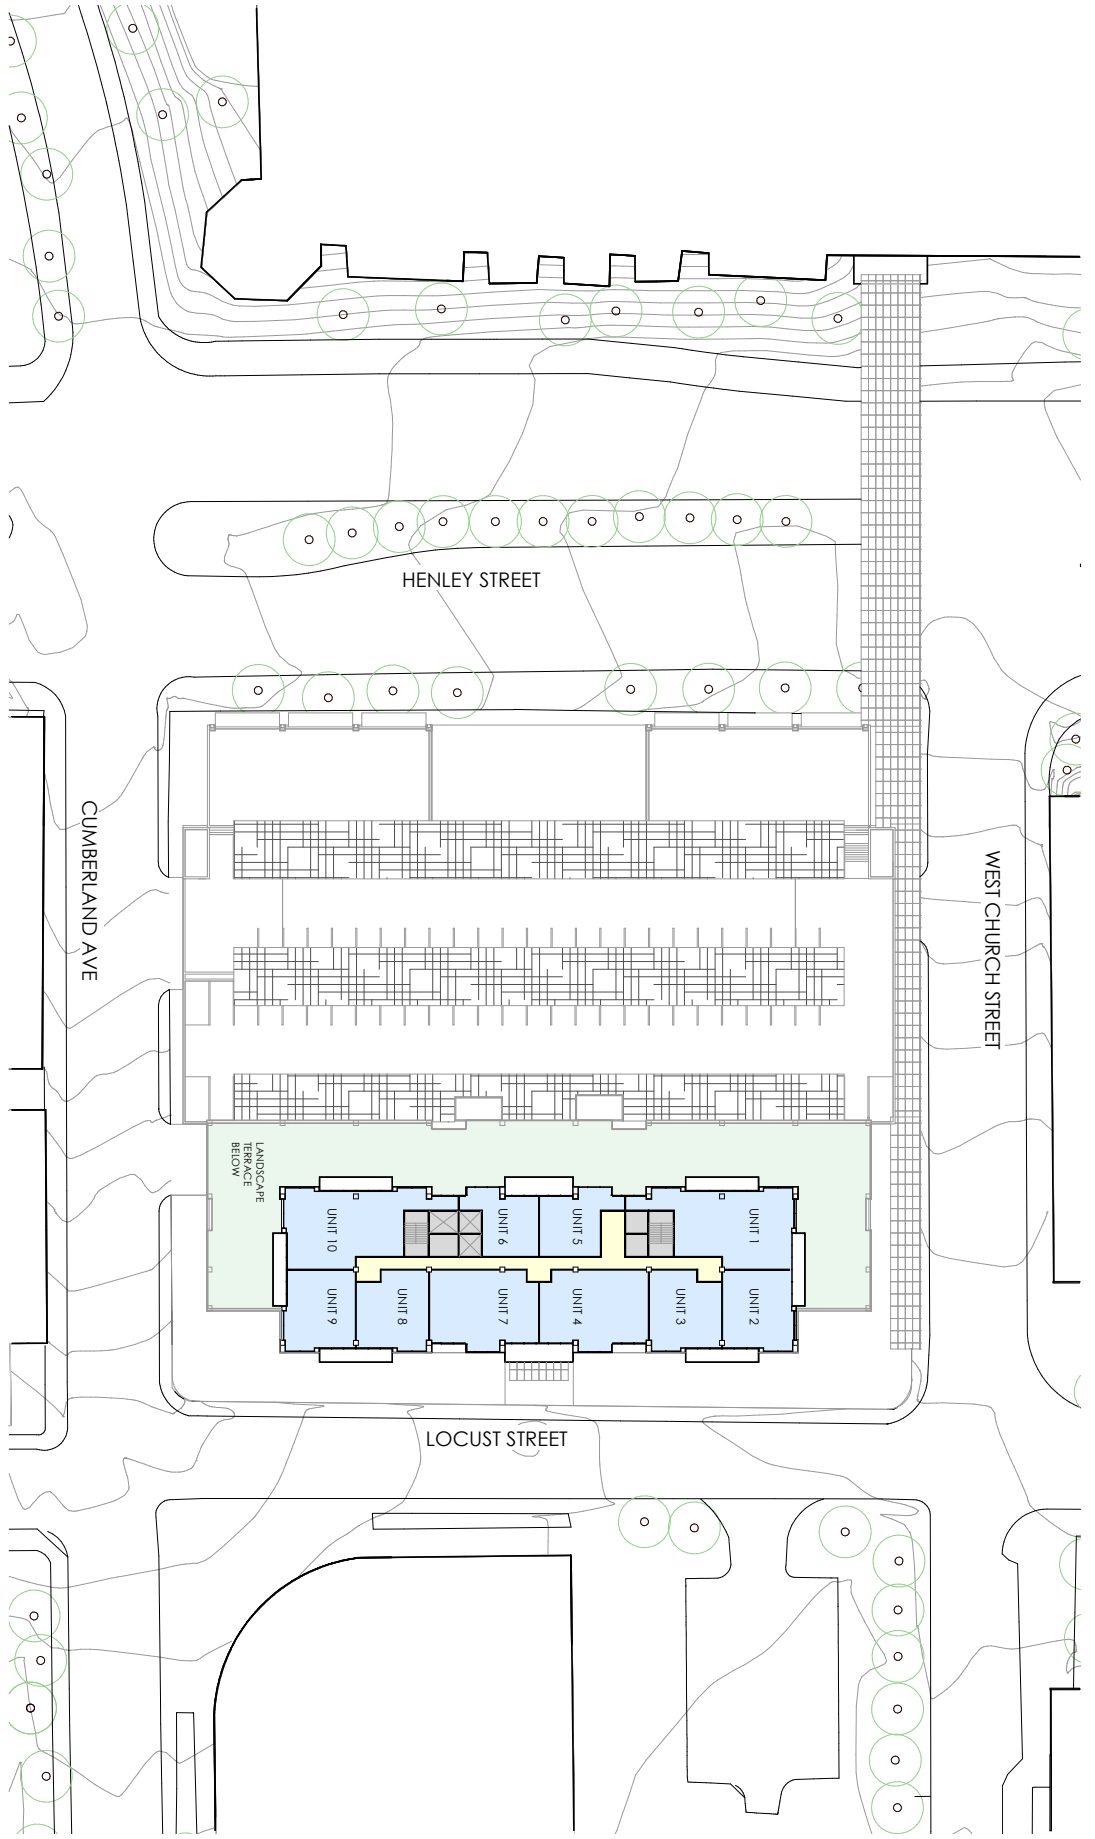 HENLEY STREET
CUMBERLAND AVE
WEST CHURCH STREET
LANDSCAPE
TERRACE
BELOW
UNIT 10
UNIT 6
UNIT 5
UNIT 1
UNIT 9
UNIT 8
UNIT 7
UNIT 4
UNIT 3
UNIT 2
LOCUST STREET